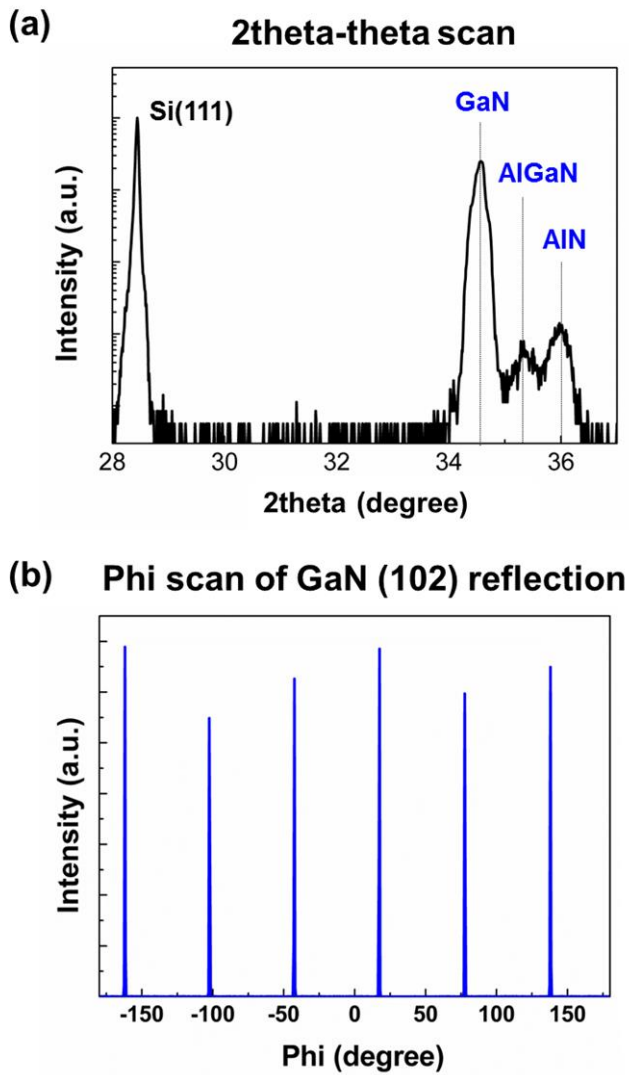 (a)
2theta-theta scan
Intensity (a.u.)
Si(111)
GaN
AlGaN
AlN
28 30 32 34 36
2theta (degree)
(b)
Phi scan of GaN (102) reflection
Intensity (a.u.)
-150 -100 -50 0 50 100 150
Phi (degree)